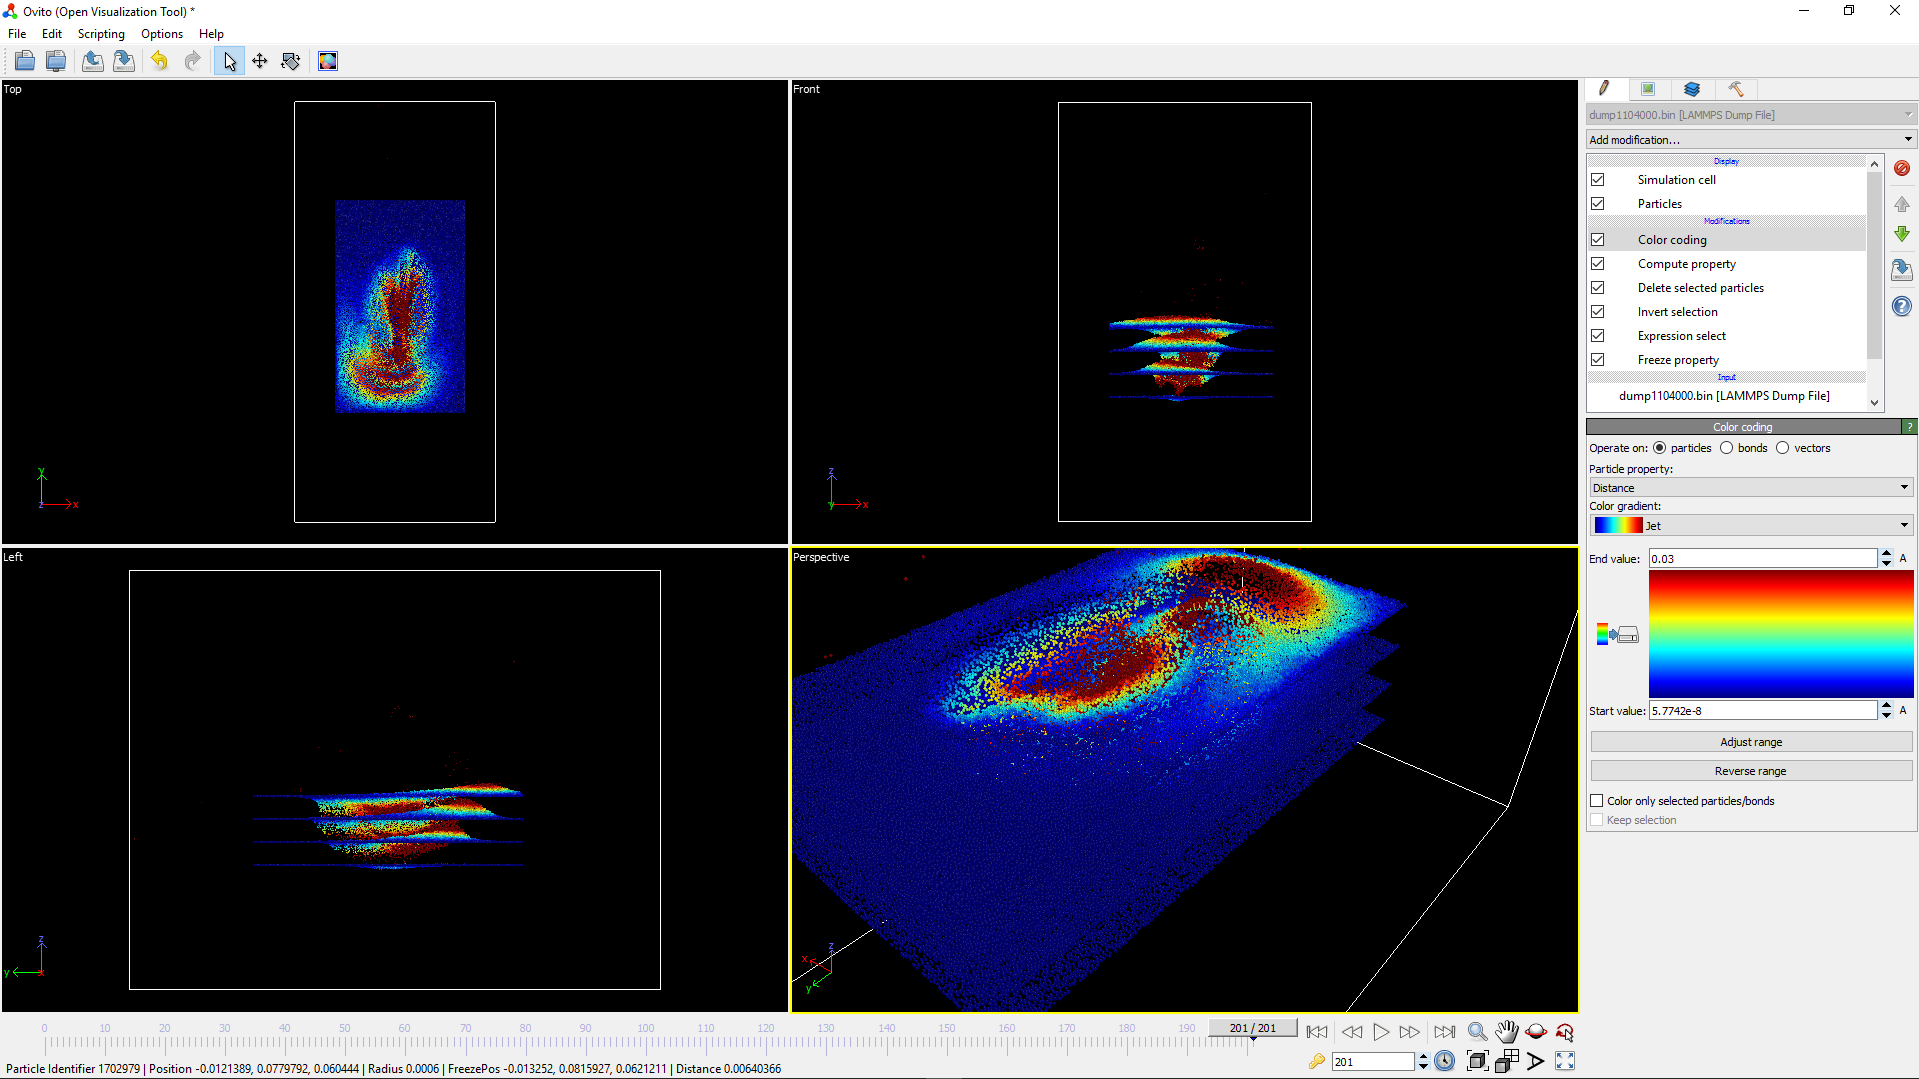 Ovito (Open Visualization Tool) *
File Edit Scripting Options Help
Top
y
z x
Front
z
y x
Left
z
y x
Perspective
z
x
y
dump1104000.bin [LAMMPS Dump File]
Add modification...
Display
Simulation cell
Particles
Modifications
Color coding
Compute property
Delete selected particles
Invert selection
Expression select
Freeze property
Input
dump1104000.bin [LAMMPS Dump File]
Color coding ?
Operate on: particles bonds vectors
Particle property:
Distance
Color gradient:
Jet
End value: 0.03 A
Start value: 5.7742e-8 A
Adjust range
Reverse range
Color only selected particles/bonds
Keep selection
0 10 20 30 40 50 60 70 80 90 100 110 120 130 140 150 160 170 180 190 201 / 201
201
Particle Identifier 1702979 | Position -0.0121389, 0.0779792, 0.060444 | Radius 0.0006 | FreezePos -0.013252, 0.0815927, 0.0621211 | Distance 0.00640366